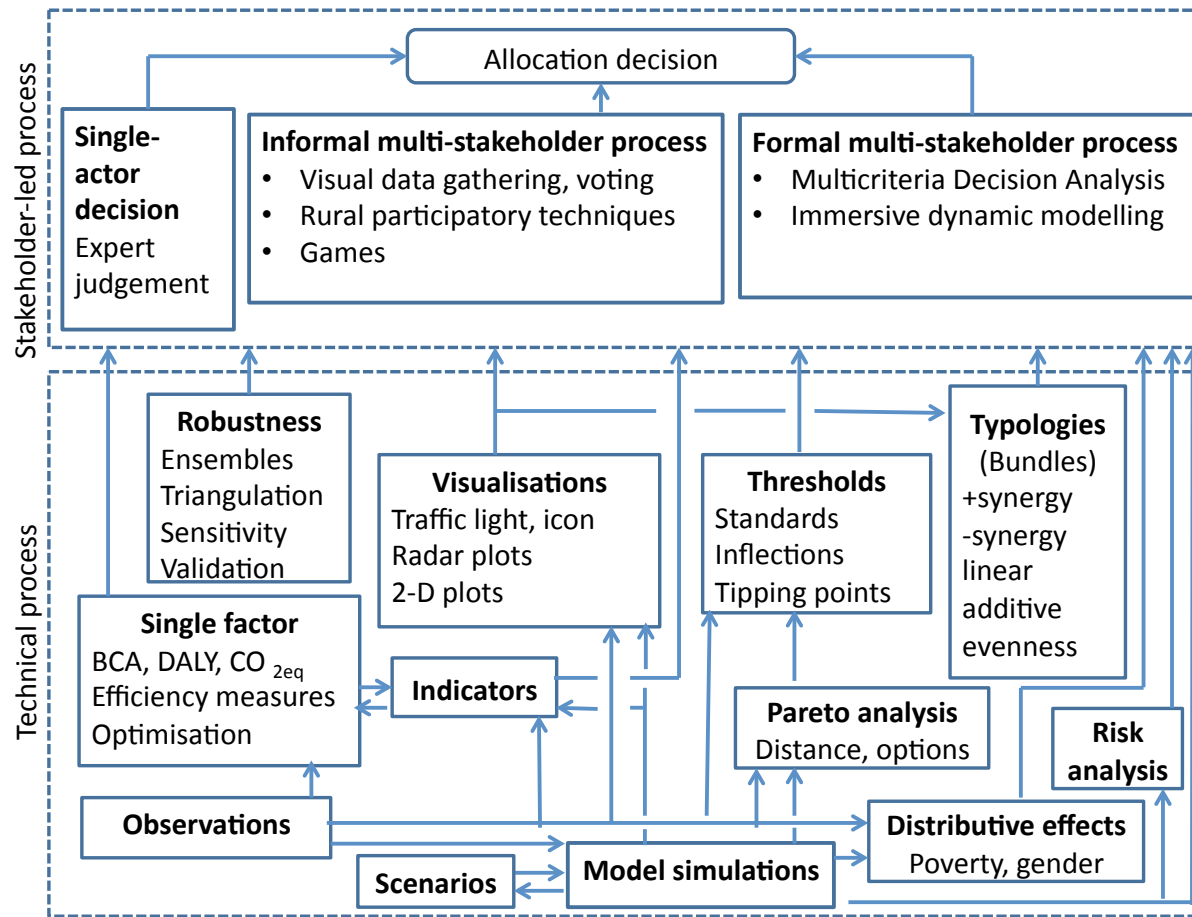 Stakeholder-led process
Allocation decision
Single-
actor
decision
Expert
judgement
Informal multi-stakeholder process
• Visual data gathering, voting
• Rural participatory techniques
• Games
Formal multi-stakeholder process
• Multicriteria Decision Analysis
• Immersive dynamic modelling
Technical process
Robustness
Ensembles
Triangulation
Sensitivity
Validation
Visualisations
Traffic light, icon
Radar plots
2-D plots
Thresholds
Standards
Inflections
Tipping points
Typologies
(Bundles)
+synergy
-synergy
linear
additive
evenness
Single factor
BCA, DALY, CO 2eq
Efficiency measures
Optimisation
Indicators
Pareto analysis
Distance, options
Risk
analysis
Observations
Distributive effects
Poverty, gender
Scenarios
Model simulations